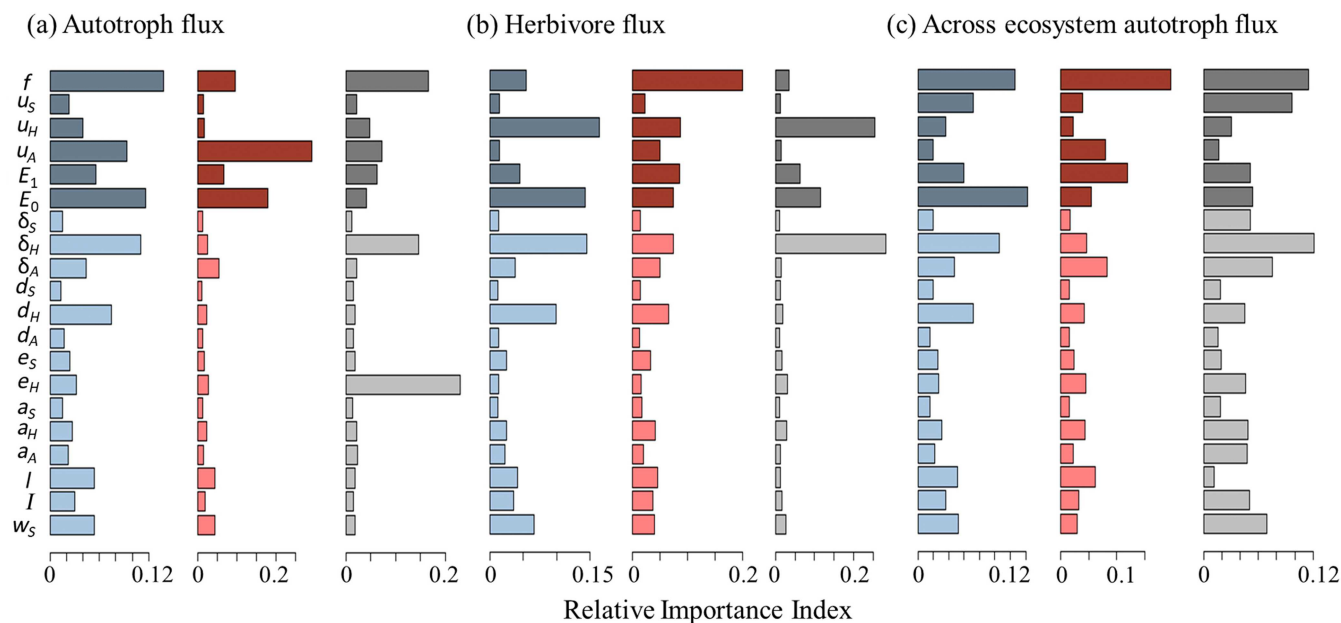 (a) Autotroph flux (b) Herbivore flux (c) Across ecosystem autotroph flux
f
u_S
u_H
u_A
E_1
E_0
δ_S
δ_H
δ_A
d_S
d_H
d_A
e_S
e_H
a_S
a_H
a_A
l
I
w_S
0 0.12 0 0.2 0 0.2 0 0.15 0 0.2 0 0.2 0 0.12 0 0.1 0 0.12
Relative Importance Index